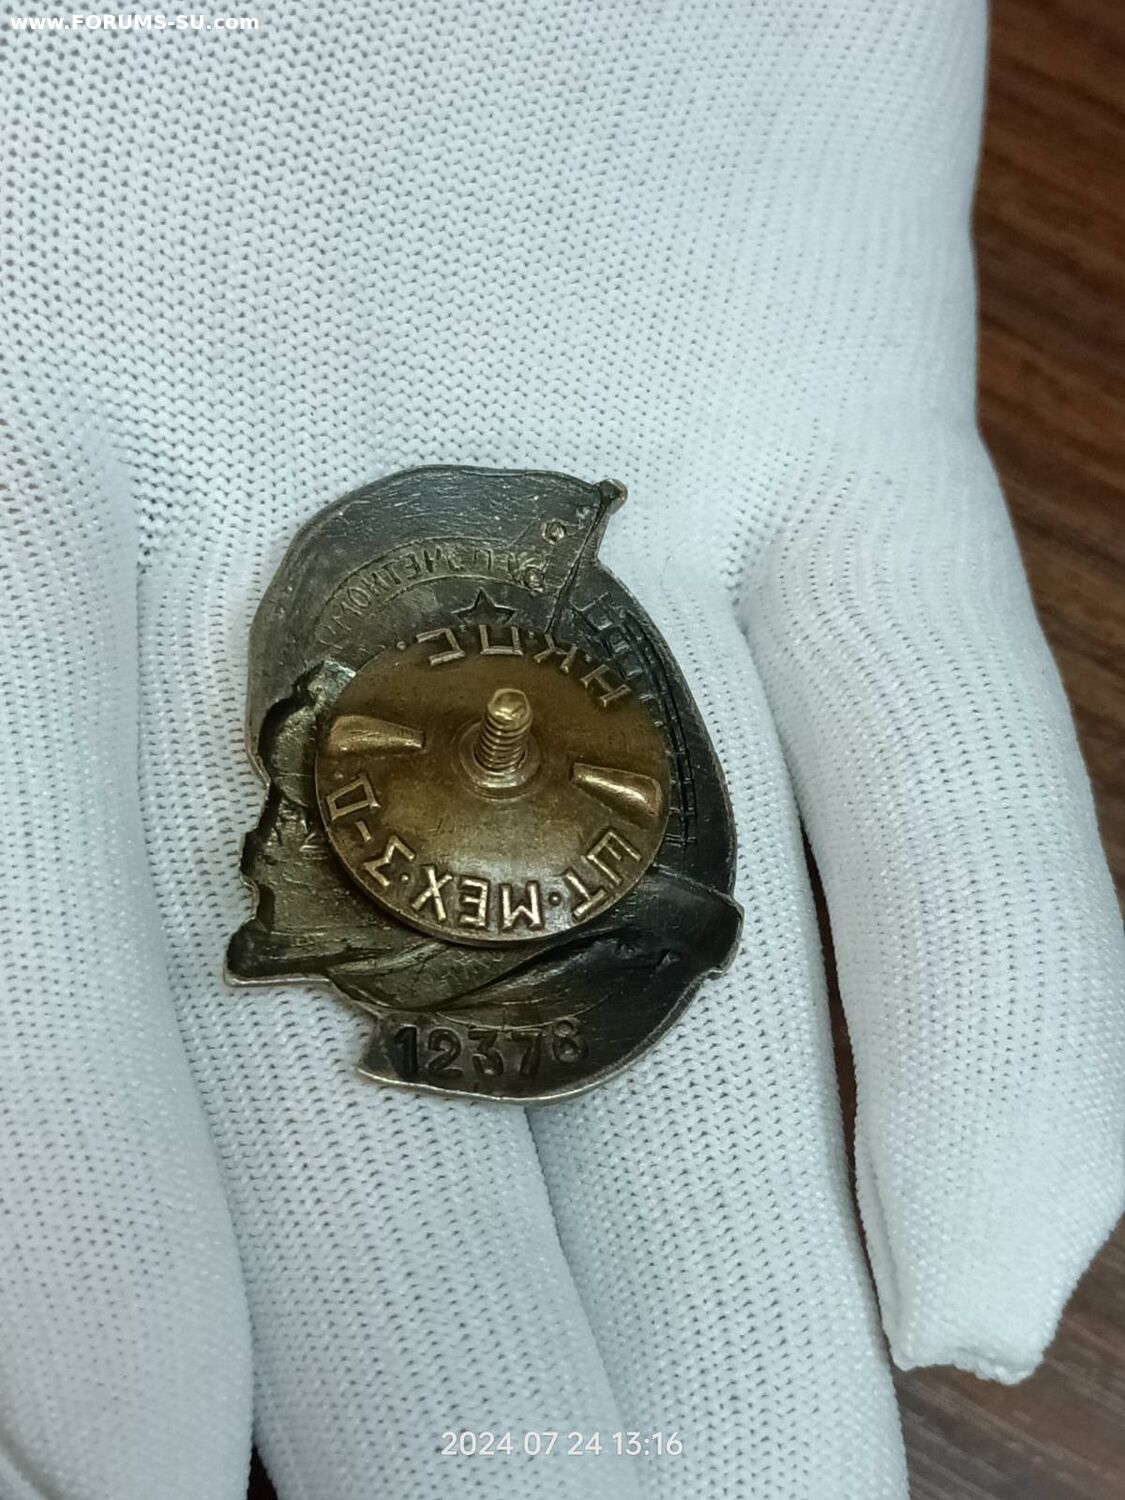 www.FORUMS-SU.com
Н.К.П.С.
ШТ·МЕХ·З-Д·
12378
2024 07 24 13:16